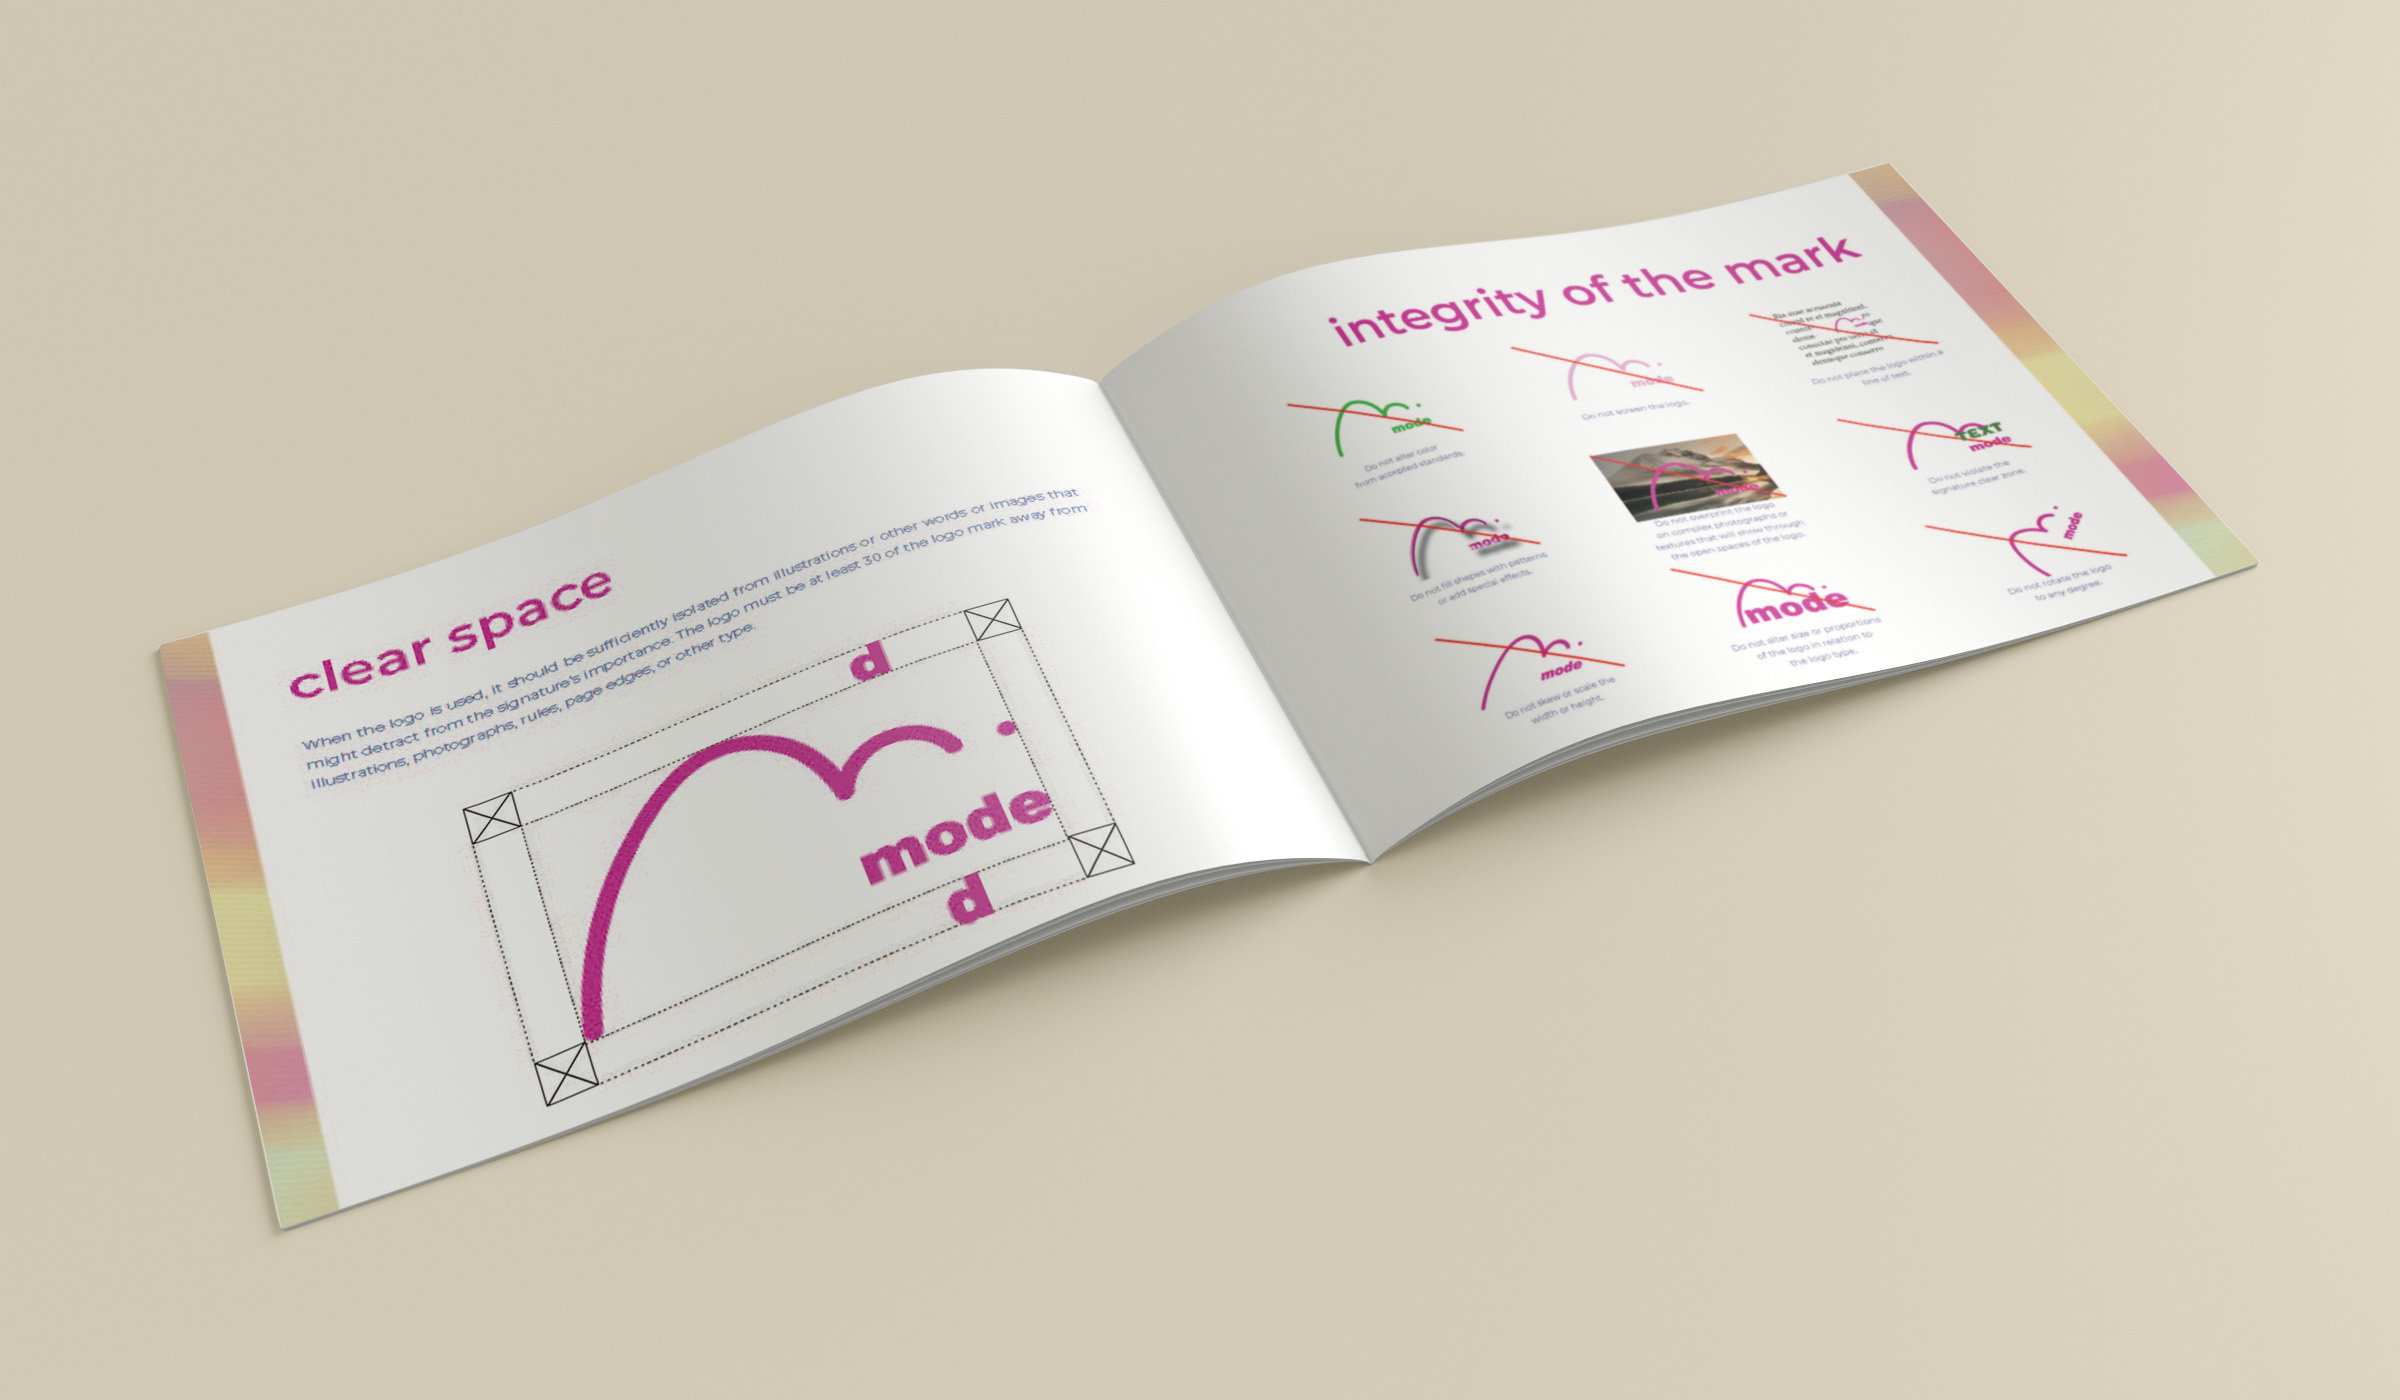 clear space
When the logo is used, it should be sufficiently isolated from illustrations or other words or images that
might detract from the signature's importance. The logo must be at least 30 of the logo mark away from
illustrations, photographs, rules, page edges, or other type.
d
mode
d
integrity of the mark
mode
Do not alter color
from accepted standards.
mode
Do not screen the logo.
Do not place the logo within a
line of text.
mode
Do not fill shapes with patterns
or add special effects.
mode
Do not overprint the logo
on complex photographs or
textures that will show through
the open spaces of the logo.
TEXT
mode
Do not violate the
signature clear zone.
mode
Do not skew or scale the
width or height.
mode
Do not alter size or proportions
of the logo in relation to
the logo type.
mode
Do not rotate the logo
to any degree.